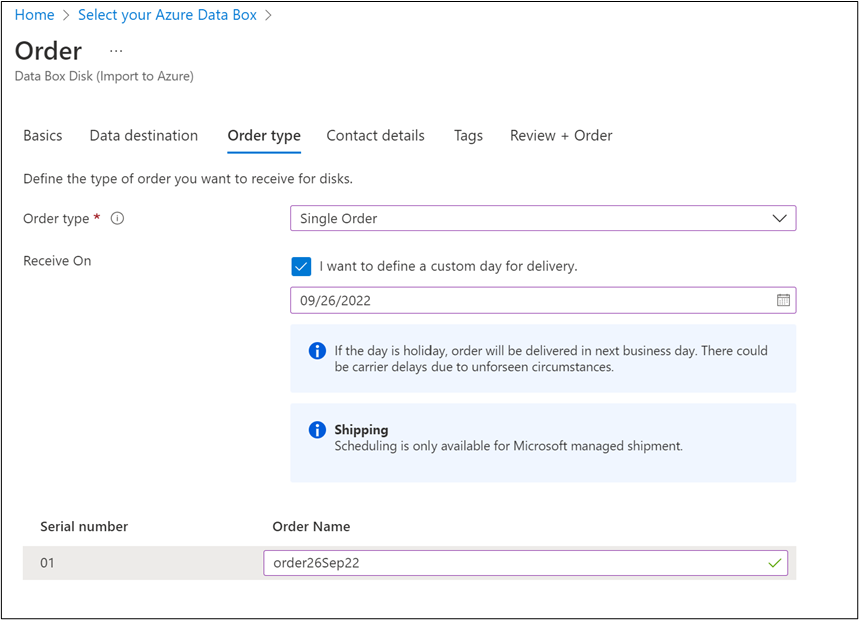 Home > Select your Azure Data Box >
Order ...
Data Box Disk (Import to Azure)
Basics Data destination Order type Contact details Tags Review + Order
Define the type of order you want to receive for disks.
Order type * Single Order
Receive On
I want to define a custom day for delivery.
09/26/2022
If the day is holiday, order will be delivered in next business day. There could
be carrier delays due to unforseen circumstances.
Shipping
Scheduling is only available for Microsoft managed shipment.
Serial number Order Name
01 order26Sep22